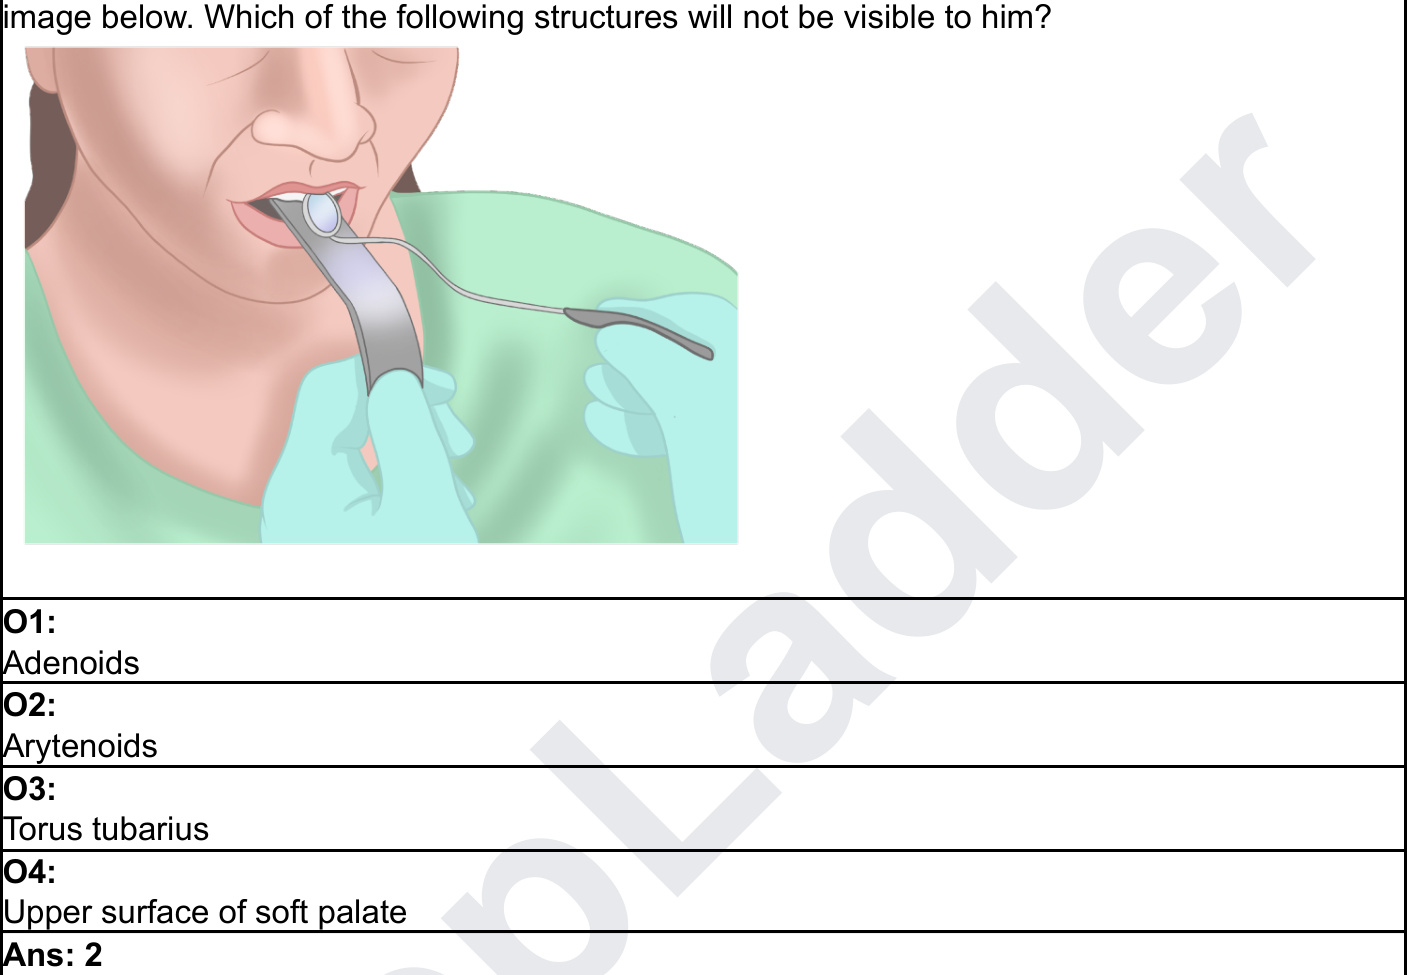 image below. Which of the following structures will not be visible to him?
O1:
Adenoids
O2:
Arytenoids
O3:
Torus tubarius
O4:
Upper surface of soft palate
Ans: 2
pLadder